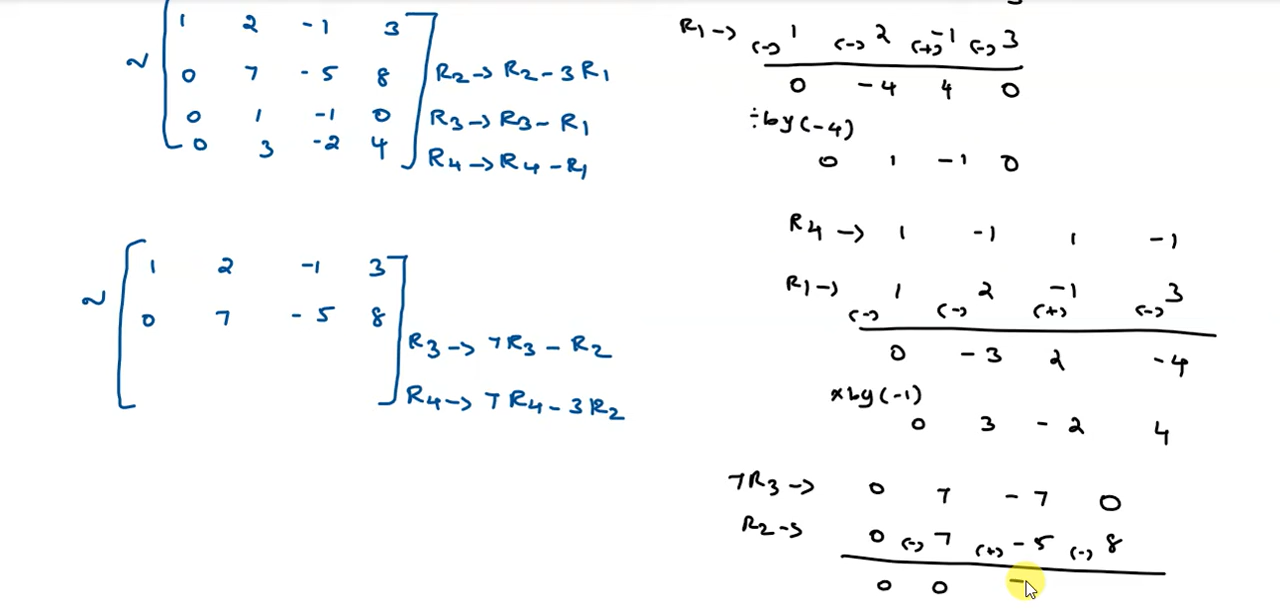 1 2 -1 3
~ 0 7 -5 8 R2→R2-3R1
0 1 -1 0 R3→R3-R1
0 3 -2 4 R4→R4-R1
1 2 -1 3
~ 0 7 -5 8
R3→7R3-R2
R4→7R4-3R2
R1→ (-) 1 (-) 2 (+) -1 (-) 3
0 -4 4 0
÷by(-4)
0 1 -1 0
R4→ 1 -1 1 -1
R1→ (-) 1 (-) 2 (+) -1 (-) 3
0 -3 2 -4
×by(-1)
0 3 -2 4
7R3→ 0 7 -7 0
R2→ 0 (-) 7 (+) -5 (-) 8
0 0 -